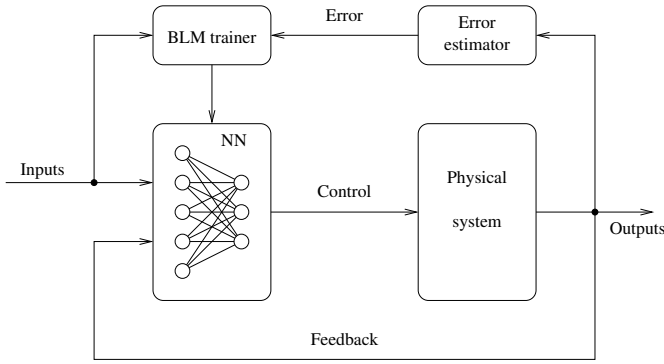 Error
BLM trainer
Error
estimator
NN
Inputs
Control
Physical
system
Outputs
Feedback